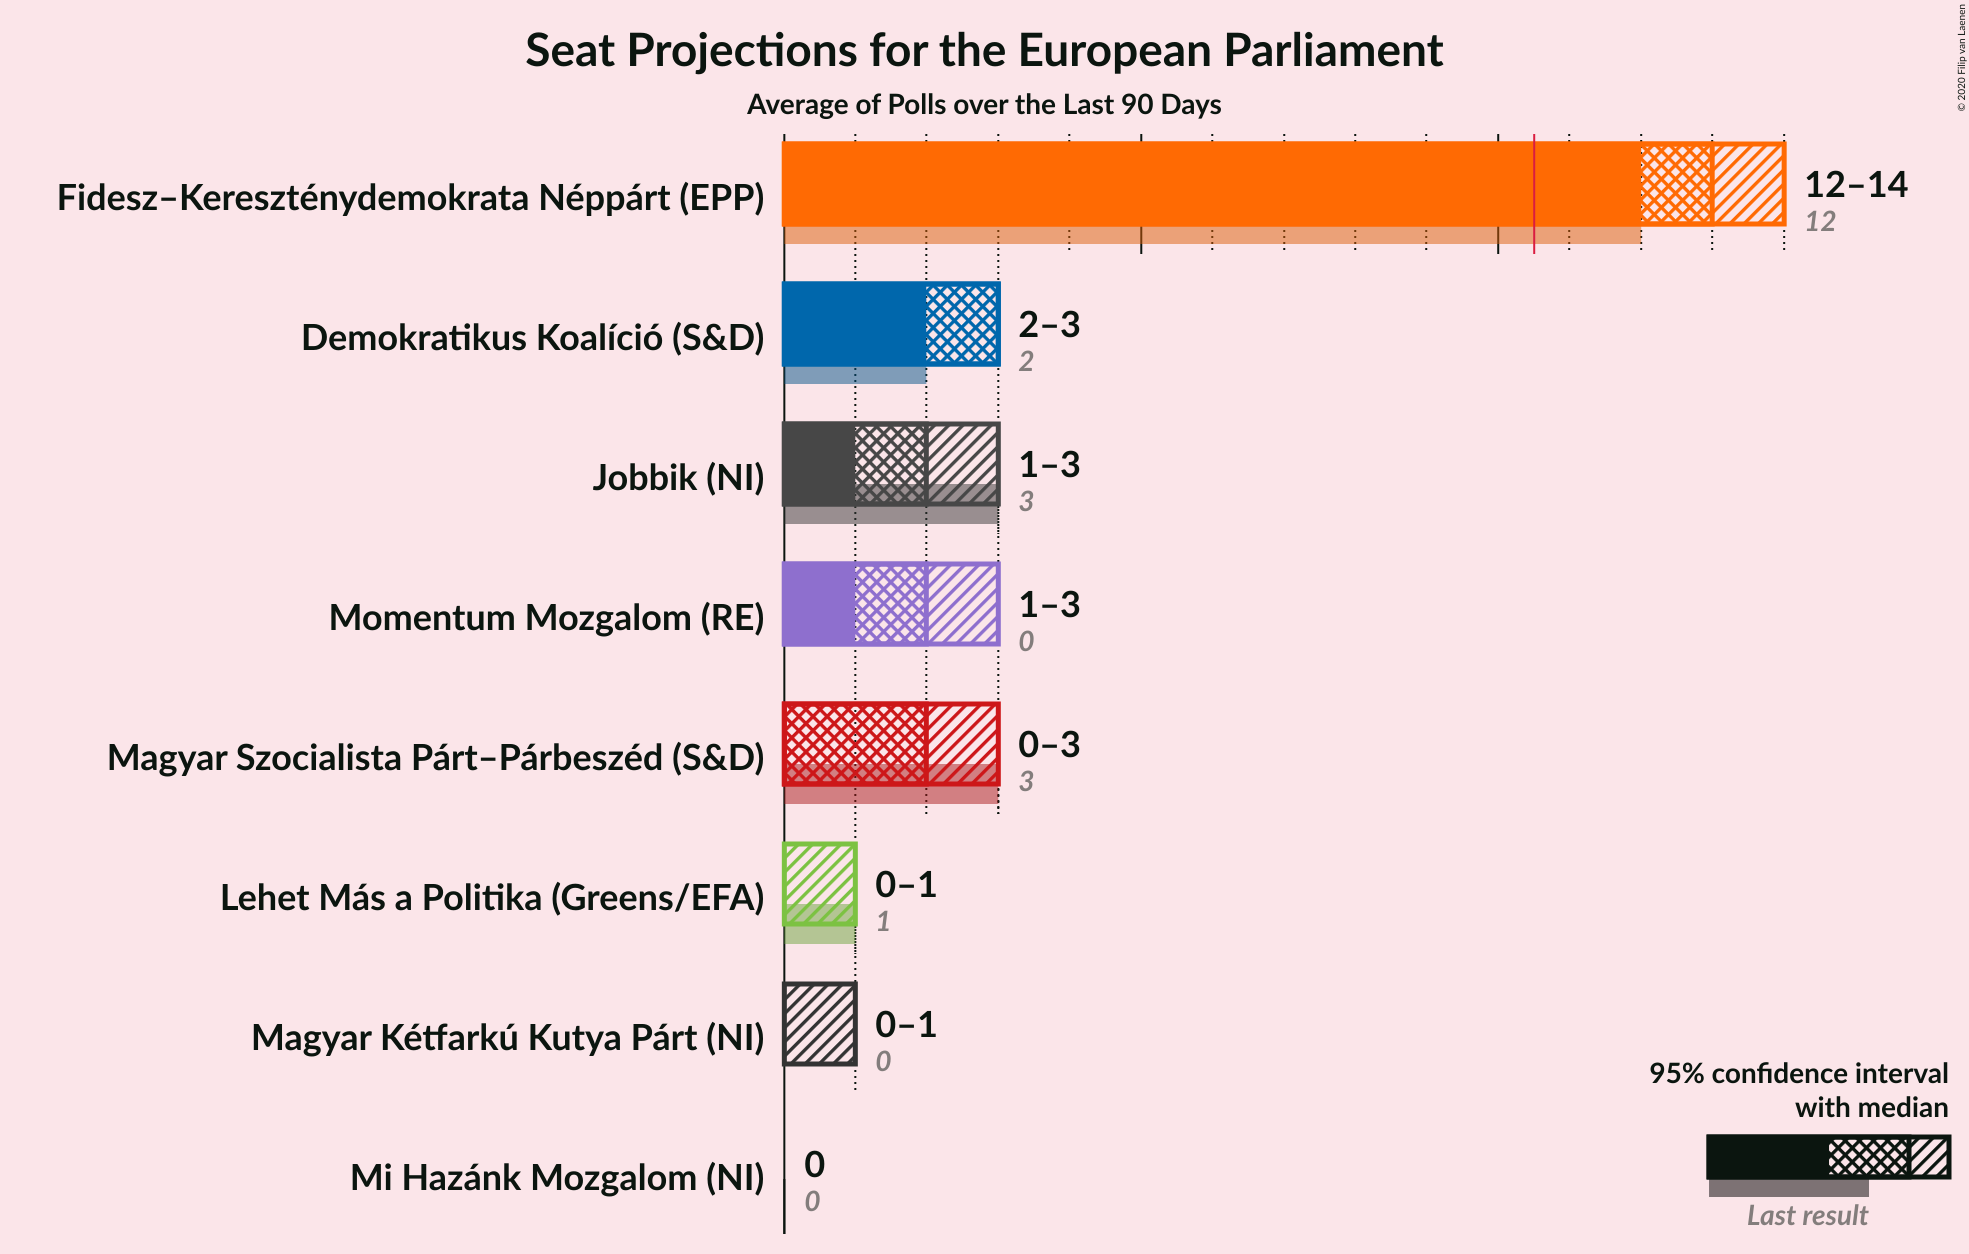 Seat Projections for the European Parliament
Average of Polls over the Last 90 Days
© 2020 Filip van Laenen
Fidesz–Kereszténydemokrata Néppárt (EPP)
12–14
12
Demokratikus Koalíció (S&D)
2–3
2
Jobbik (NI)
1–3
3
Momentum Mozgalom (RE)
1–3
0
Magyar Szocialista Párt–Párbeszéd (S&D)
0–3
3
Lehet Más a Politika (Greens/EFA)
0–1
1
Magyar Kétfarkú Kutya Párt (NI)
0–1
0
Mi Hazánk Mozgalom (NI)
0
0
95% confidence interval
with median
Last result